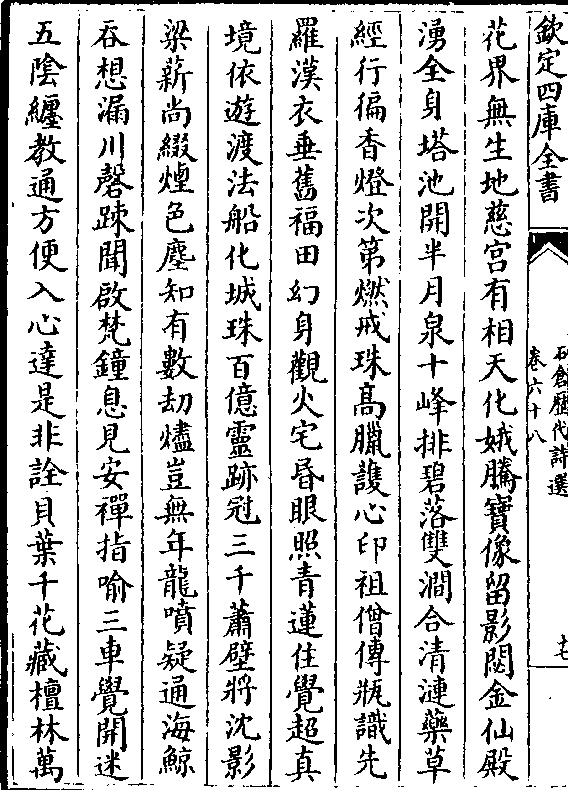 欽定四庫全書
卷六十八
花界無生地慈宫有相天化娥騰寶像留影閟金仙殿
湧全身塔池開半月泉十峰排碧落雙澗合清漣藥草
經行徧香燈次第燃戒珠髙臘護心印祖僧傳瓶識先
羅漢衣垂舊福田幻身觀火宅昬眼照青蓮住覺超真
境依遊渡法船化城珠百億靈跡冠三千蕭壁將沈影
梁薪尚綴煙色塵知有數劫燼豈無年龍噴疑通海鯨
吞想漏川磬疎聞啟梵鐘息見安禪指喻三車覺開迷
五陰纒教通方便入心達是非詮貝葉千花藏檀林萬